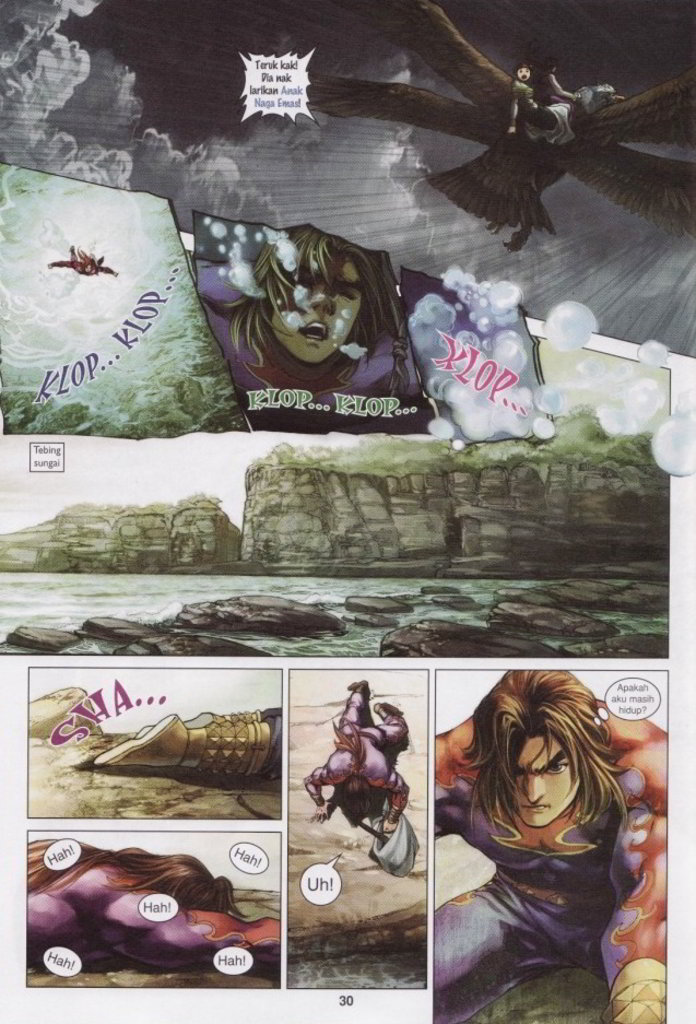 Teruk kak!
Dia nak
larikan Anak
Naga Emas!
KLOP... KLOP...
KLOP... KLOP...
KLOP...
Tebing
sungai
SHA...
Hah!
Hah!
Hah!
Hah!
Hah!
Uh!
Apakah
aku masih
hidup?
30